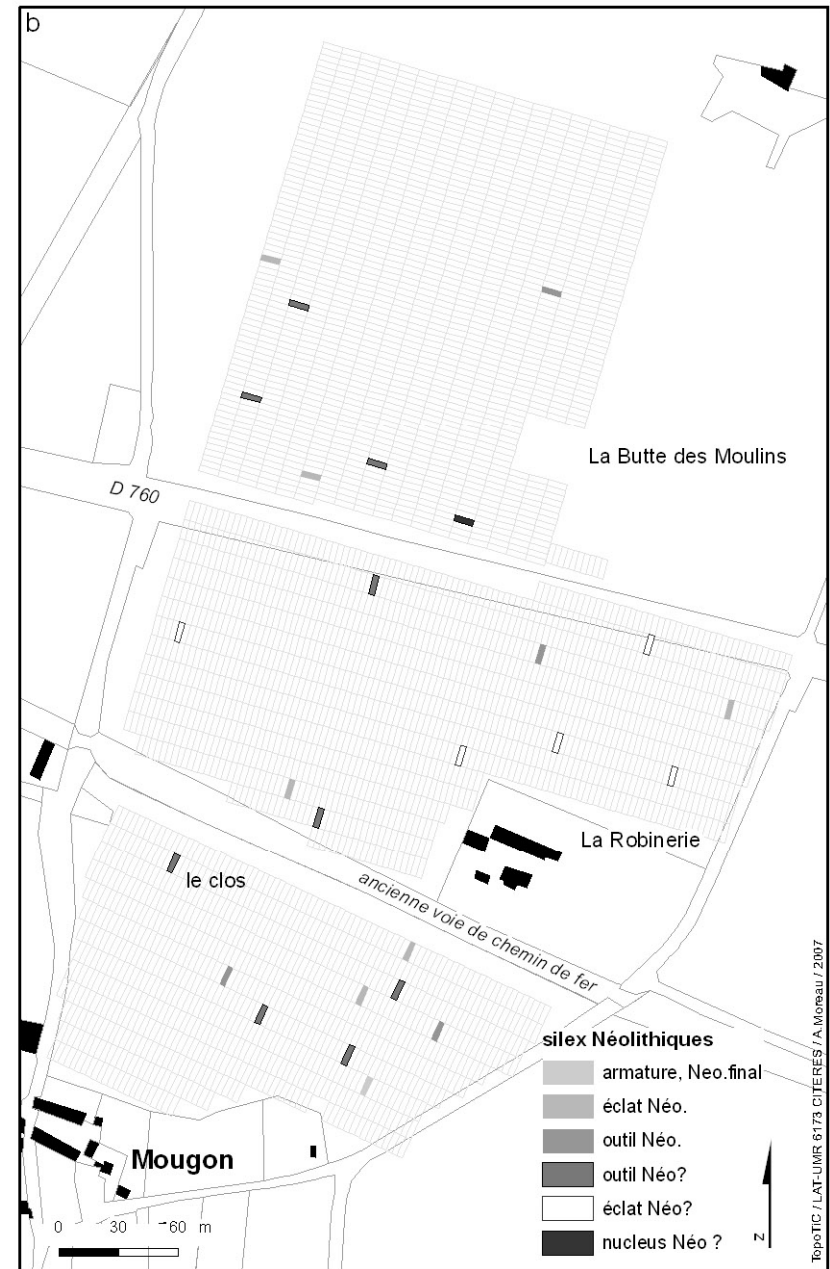 b
La Butte des Moulins
D 760
La Robinerie
le clos
ancienne voie de chemin de fer
silex Néolithiques
armature, Neo.final
éclat Néo.
outil Néo.
outil Néo?
éclat Néo?
nucleus Néo ?
Mougon
0 30 60 m
N
TopoTIC / LAT-UMR 6173 CITERES / A.Moreau / 2007